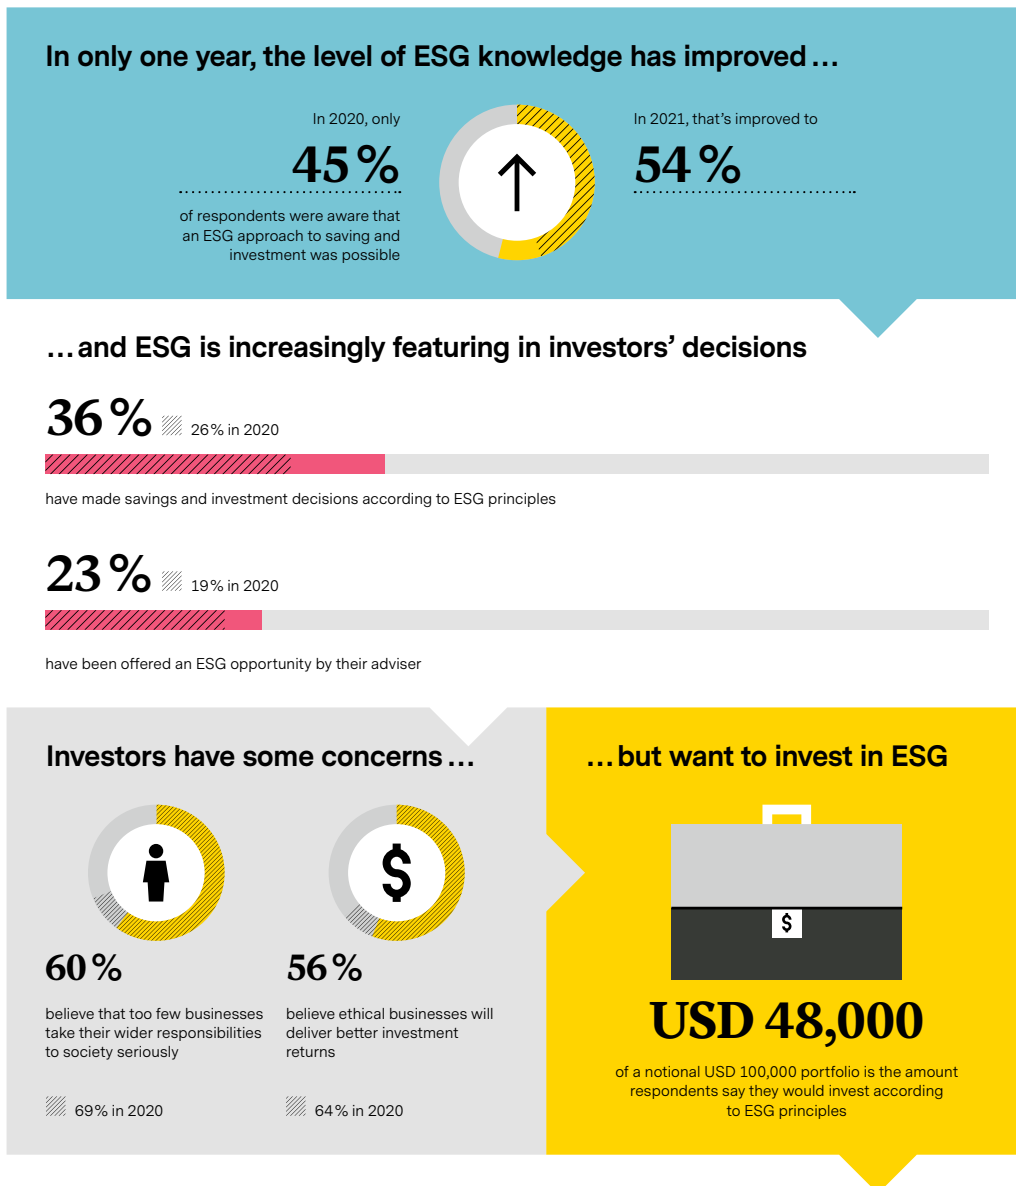 In only one year, the level of ESG knowledge has improved...
In 2020, only
45%
of respondents were aware that
an ESG approach to saving and
investment was possible
In 2021, that's improved to
54%
...and ESG is increasingly featuring in investors' decisions
36% 26% in 2020
have made savings and investment decisions according to ESG principles
23% 19% in 2020
have been offered an ESG opportunity by their adviser
Investors have some concerns...
$
60%
believe that too few businesses
take their wider responsibilities
to society seriously
69% in 2020
56%
believe ethical businesses will
deliver better investment
returns
64% in 2020
...but want to invest in ESG
$
USD 48,000
of a notional USD 100,000 portfolio is the amount
respondents say they would invest according
to ESG principles